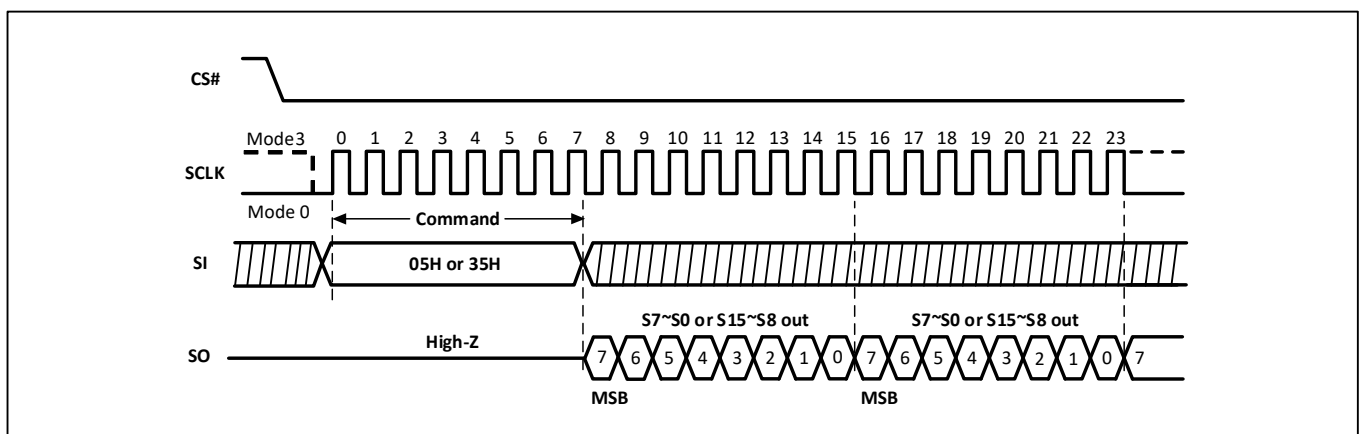 CS#
Mode3 0 1 2 3 4 5 6 7 8 9 10 11 12 13 14 15 16 17 18 19 20 21 22 23
SCLK
Mode 0
Command
SI 05H or 35H
S7~S0 or S15~S8 out S7~S0 or S15~S8 out
High-Z
SO 7 6 5 4 3 2 1 0 7 6 5 4 3 2 1 0 7
MSB MSB